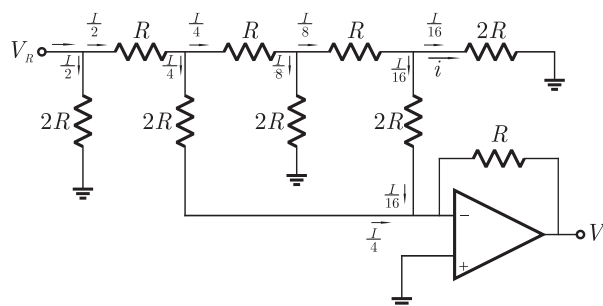 I/2 I/4 I/8 I/16
V_R R R R 2R
I/2 I/4 I/8 I/16 i
2R 2R 2R 2R
R
I/16
−
I/4
V
+